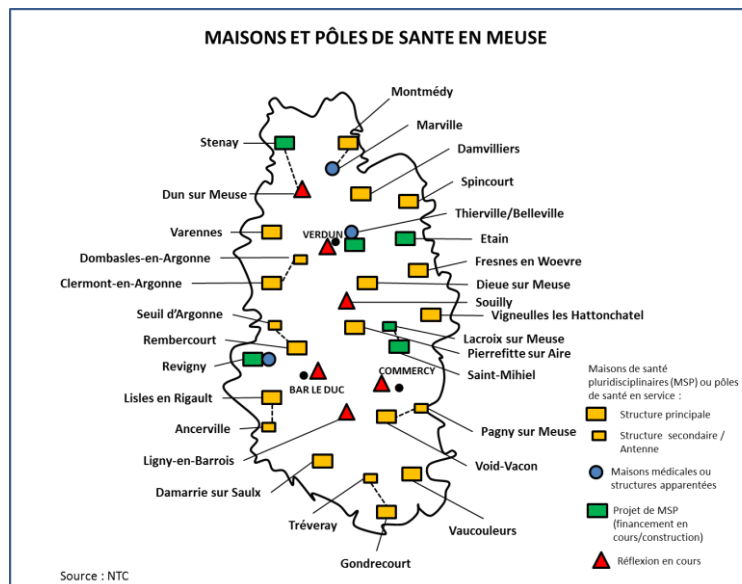 MAISONS ET PÔLES DE SANTE EN MEUSE
Montmédy
Marville
Stenay
Damvilliers
Spincourt
Dun sur Meuse
Thierville/Belleville
Varennes
VERDUN
Etain
Dombasles-en-Argonne
Fresnes en Woevre
Clermont-en-Argonne
Dieue sur Meuse
Souilly
Seuil d'Argonne
Vigneulles les Hattonchatel
Rembercourt
Lacroix sur Meuse
Pierrefitte sur Aire
Revigny
Saint-Mihiel
COMMERCY
BAR LE DUC
Lisles en Rigault
Ancerville
Pagny sur Meuse
Ligny-en-Barrois
Void-Vacon
Damarrie sur Saulx
Tréveray
Vaucouleurs
Gondrecourt
Maisons de santé
pluridisciplinaires (MSP) ou pôles
de santé en service :
Structure principale
Structure secondaire /
Antenne
Maisons médicales ou
structures apparentées
Projet de MSP
(financement en
cours/construction)
Réflexion en cours
Source : NTC